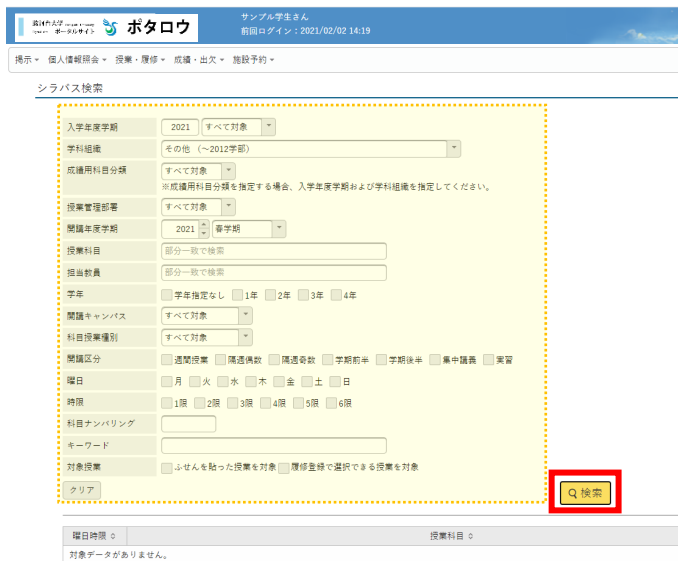 ポータルサイト ポタロウ
サンプル学生さん
前回ログイン：2021/02/02 14:19
掲示 個人情報照会 授業・履修 成績・出欠 施設予約
シラバス検索
入学年度学期 2021 すべて対象
学科組織 その他 （～2012学部）
成績用科目分類 すべて対象
※成績用科目分類を指定する場合、入学年度学期および学科組織を指定してください。
授業管理部署 すべて対象
開講年度学期 2021 春学期
授業科目 部分一致で検索
担当教員 部分一致で検索
学年 学年指定なし 1年 2年 3年 4年
開講キャンパス すべて対象
科目授業種別 すべて対象
開講区分 週間授業 隔週偶数 隔週奇数 学期前半 学期後半 集中講義 実習
曜日 月 火 水 木 金 土 日
時限 1限 2限 3限 4限 5限 6限
科目ナンバリング
キーワード
対象授業 ふせんを貼った授業を対象 履修登録で選択できる授業を対象
クリア
検索
曜日時限 授業科目
対象データがありません。